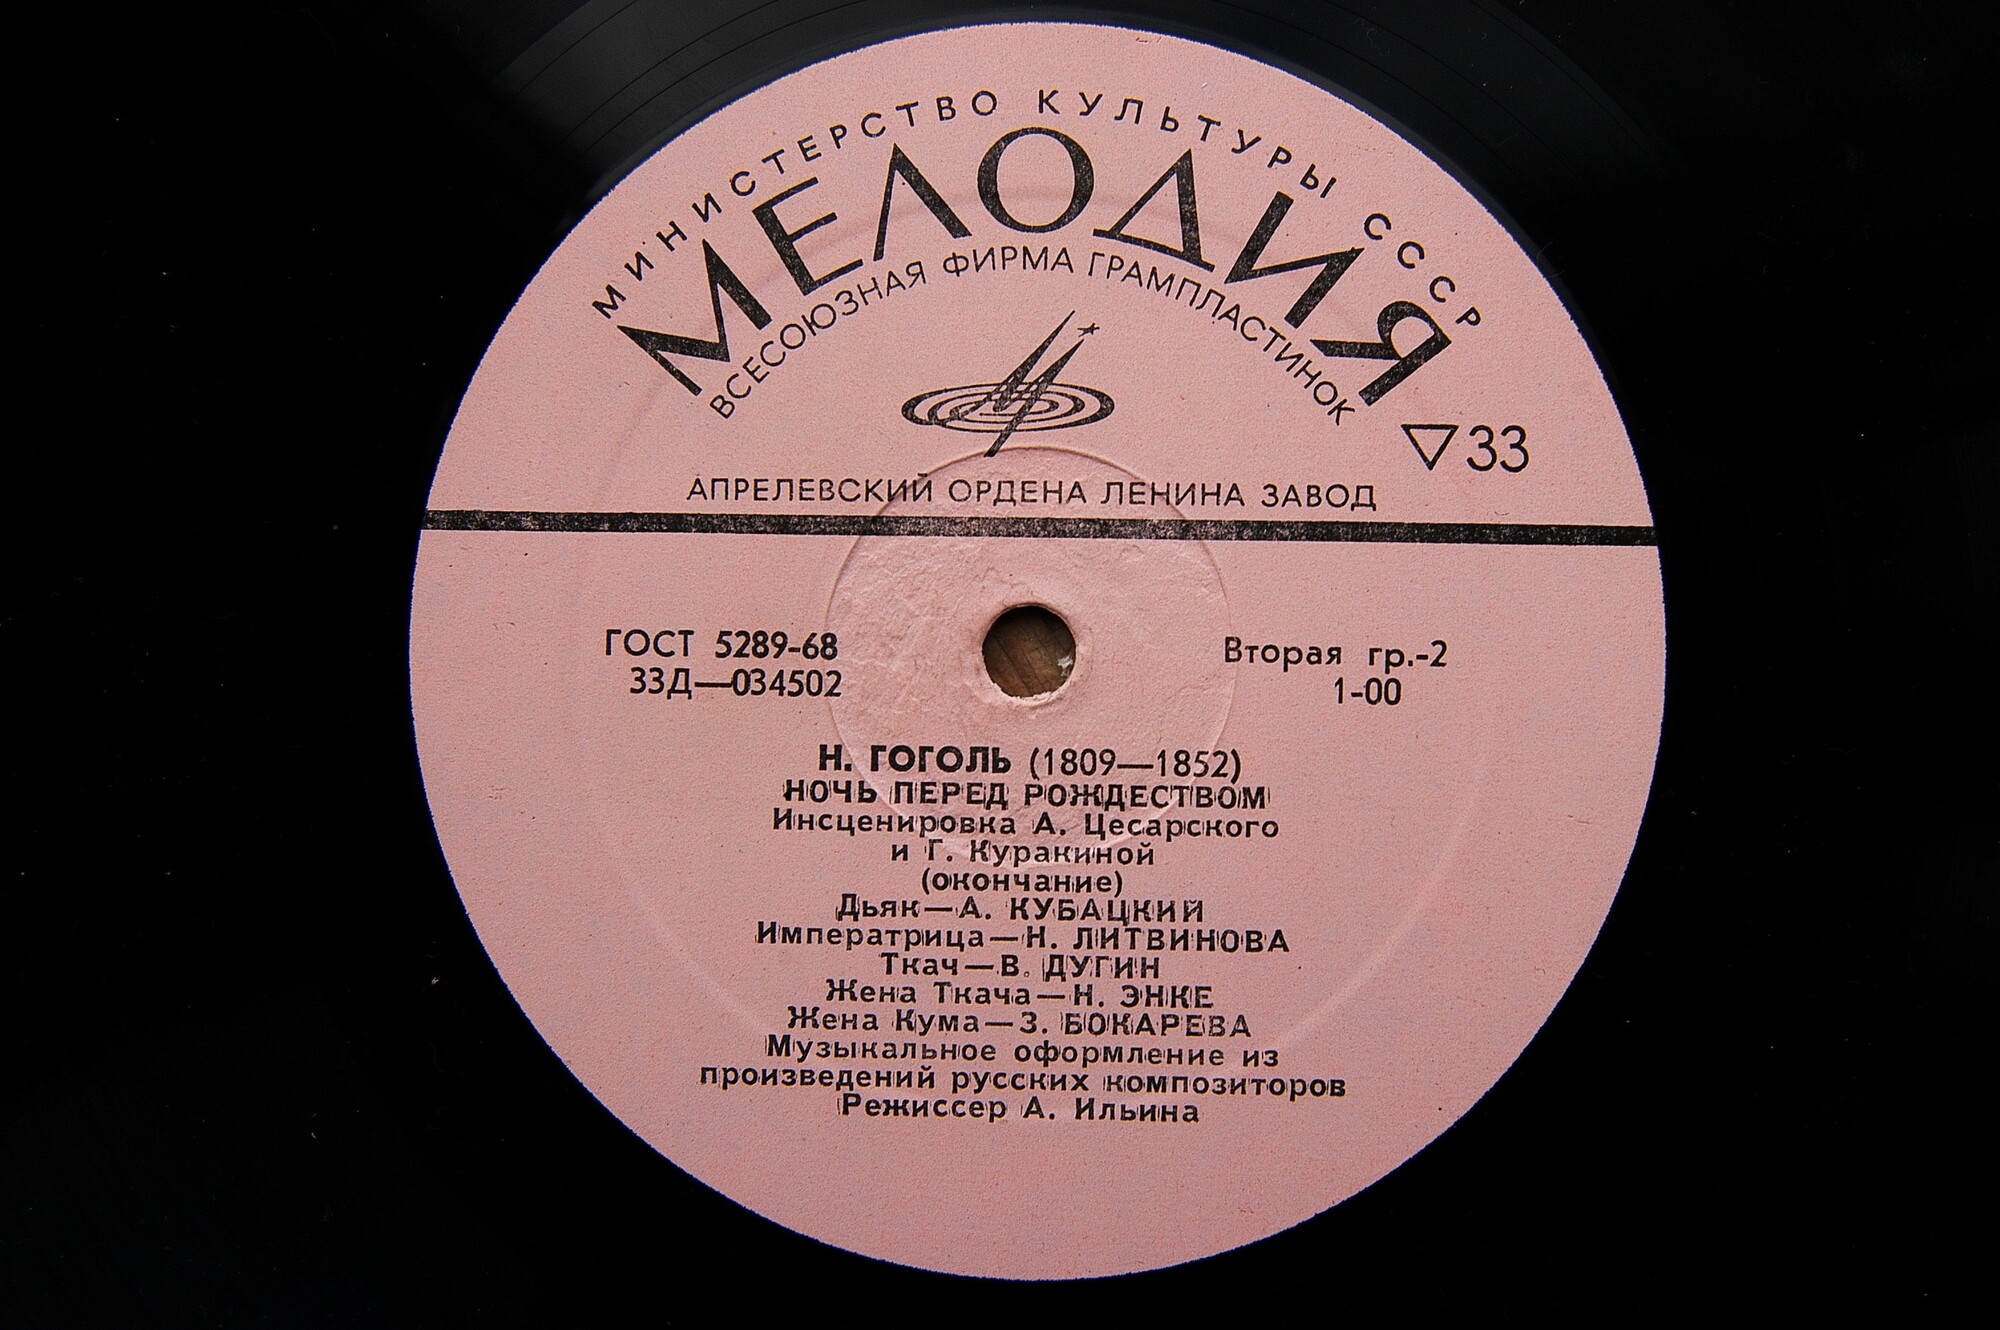 МИНИСТЕРСТВО КУЛЬТУРЫ СССР
МЕЛОДИЯ
ВСЕСОЮЗНАЯ ФИРМА ГРАМПЛАСТИНОК
▽33
АПРЕЛЕВСКИЙ ОРДЕНА ЛЕНИНА ЗАВОД
ГОСТ 5289-68
33Д—034502
Вторая гр.-2
1-00
Н. ГОГОЛЬ (1809—1852)
НОЧЬ ПЕРЕД РОЖДЕСТВОМ
Инсценировка А. Цесарского
и Г. Куракиной
(окончание)
Дьяк—А. КУБАЦКИЙ
Императрица—Н. ЛИТВИНОВА
Ткач—В. ДУГИН
Жена Ткача—Н. ЭНКЕ
Жена Кума—З. БОКАРЕВА
Музыкальное оформление из
произведений русских композиторов
Режиссер А. Ильина